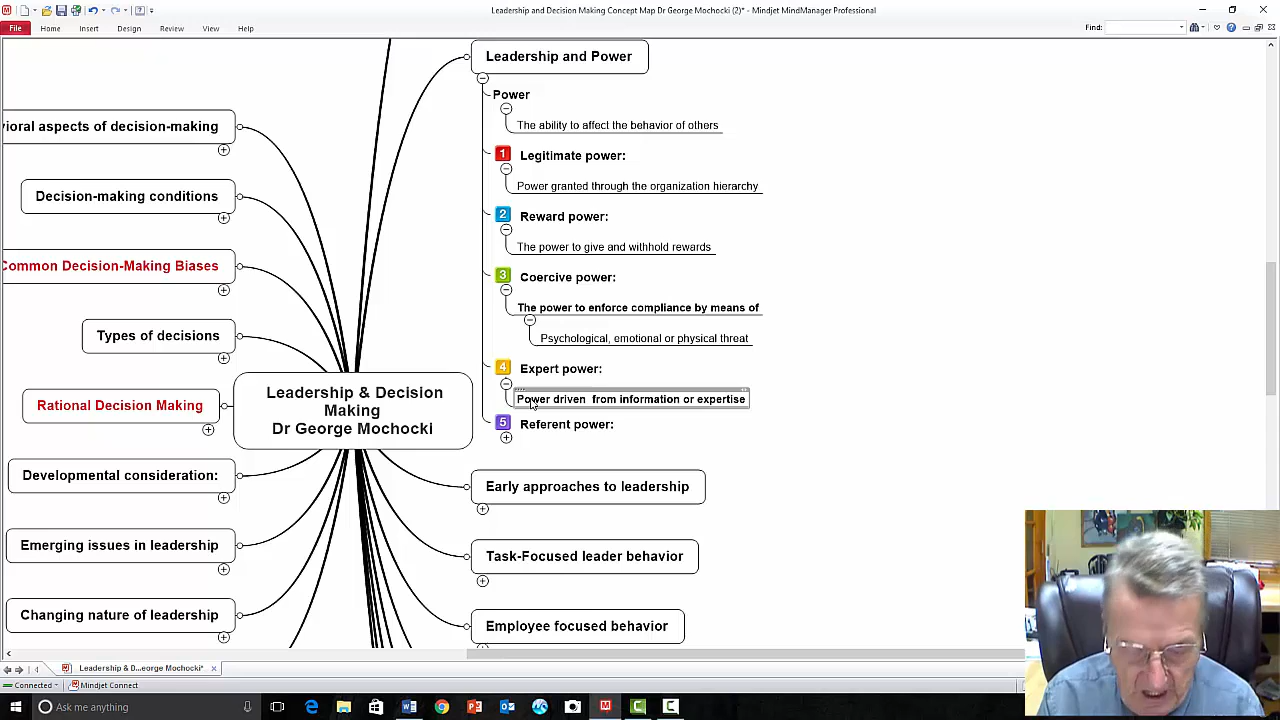 Leadership and Decision Making Concept Map Dr George Mochocki (2)* - Mindjet MindManager Professional
File Home Insert Design Review View Find:
Leadership and Power
Power
The ability to affect the behavior of others
1 Legitimate power:
Power granted through the organization hierarchy
2 Reward power:
The power to give and withhold rewards
3 Coercive power:
The power to enforce compliance by means of
Psychological, emotional or physical threat
4 Expert power:
Power driven from information or expertise
5 Referent power:
vioral aspects of decision-making
Decision-making conditions
Common Decision-Making Biases
Types of decisions
Rational Decision Making
Developmental consideration:
Emerging issues in leadership
Changing nature of leadership
Leadership & Decision
Making
Dr George Mochocki
Early approaches to leadership
Task-Focused leader behavior
Employee focused behavior
Leadership & D...eorge Mochocki*
Connected Mindjet Connect
Ask me anything